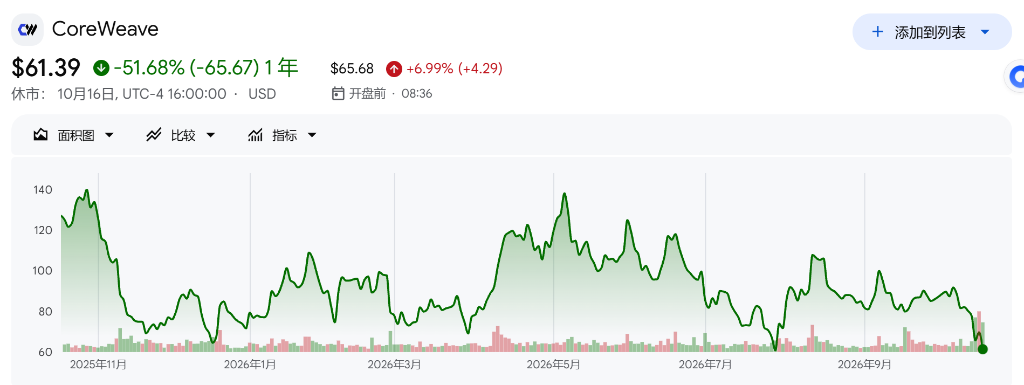 CW CoreWeave
添加到列表
$61.39 -51.68% (-65.67) 1 年
$65.68 +6.99% (+4.29)
休市： 10月16日, UTC-4 16:00:00 · USD
开盘前 · 08:36
面积图 比较 指标
140
120
100
80
60
2025年11月 2026年1月 2026年3月 2026年5月 2026年7月 2026年9月